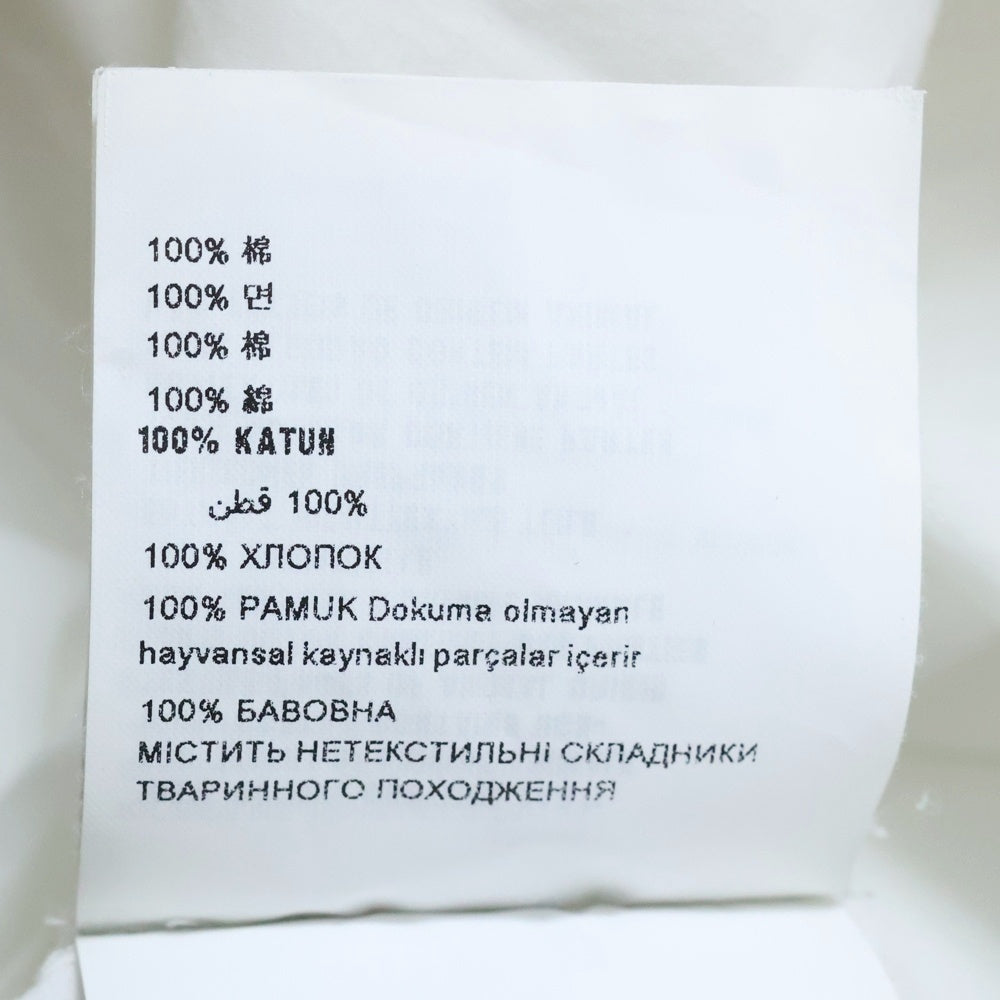 100% 棉
100% 면
100% 棉
100% 綿
100% KATUN
100% قطن
100% ХЛОПОК
100% PAMUK Dokuma olmayan
hayvansal kaynaklı parçalar içerir
100% БАВОВНА
МІСТИТЬ НЕТЕКСТИЛЬНІ СКЛАДНИКИ
ТВАРИННОГО ПОХОДЖЕННЯ